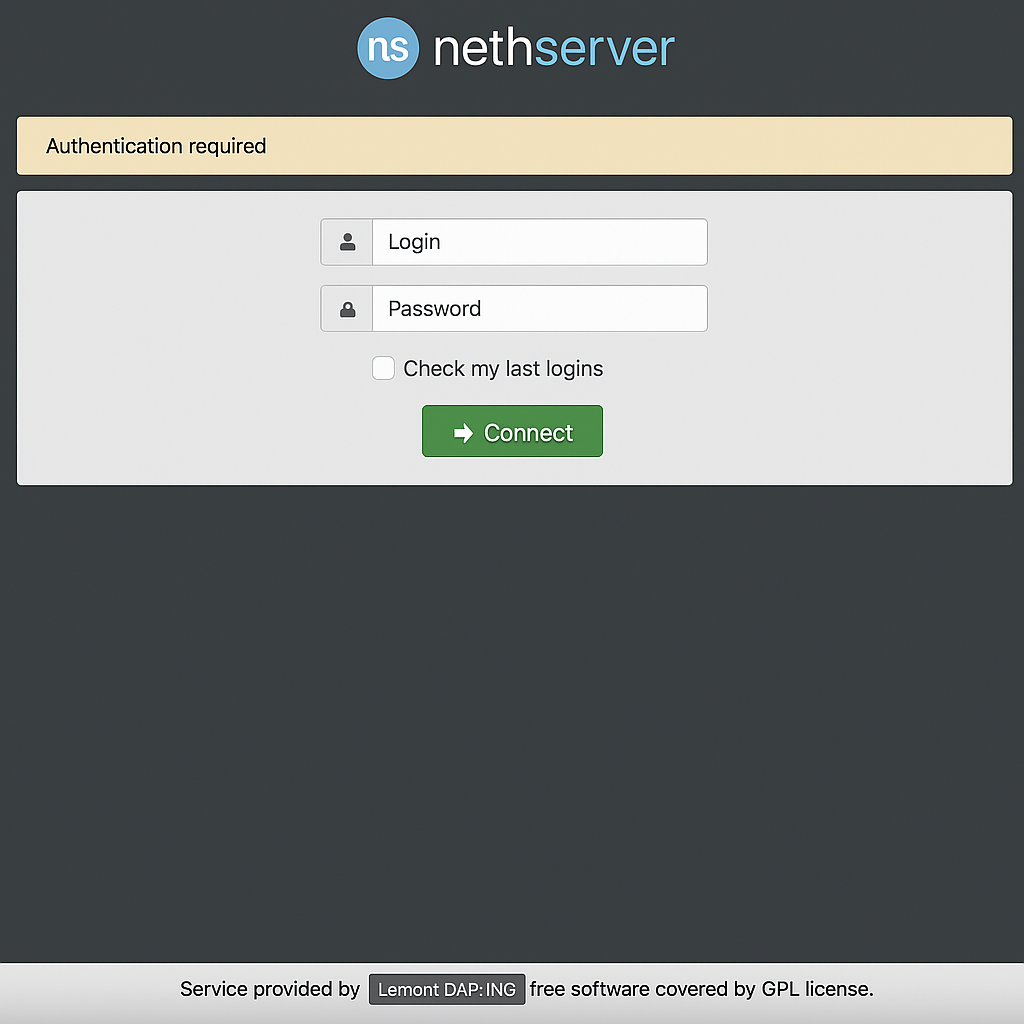 ns nethserver
Authentication required
Login
Password
Check my last logins
Connect
Service provided by Lemont DAP:ING free software covered by GPL license.